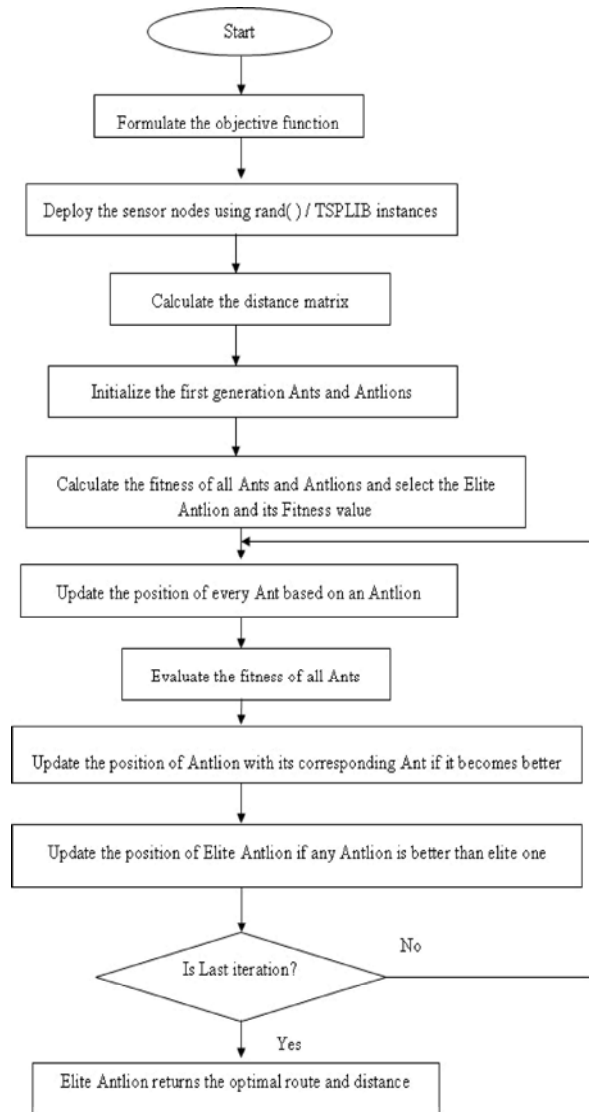 Start
Formulate the objective function
Deploy the sensor nodes using rand( ) / TSPLIB instances
Calculate the distance matrix
Initialize the first generation Ants and Antlions
Calculate the fitness of all Ants and Antlions and select the Elite
Antlion and its Fitness value
Update the position of every Ant based on an Antlion
Evaluate the fitness of all Ants
Update the position of Antlion with its corresponding Ant if it becomes better
Update the position of Elite Antlion if any Antlion is better than elite one
No
Is Last iteration?
Yes
Elite Antlion returns the optimal route and distance